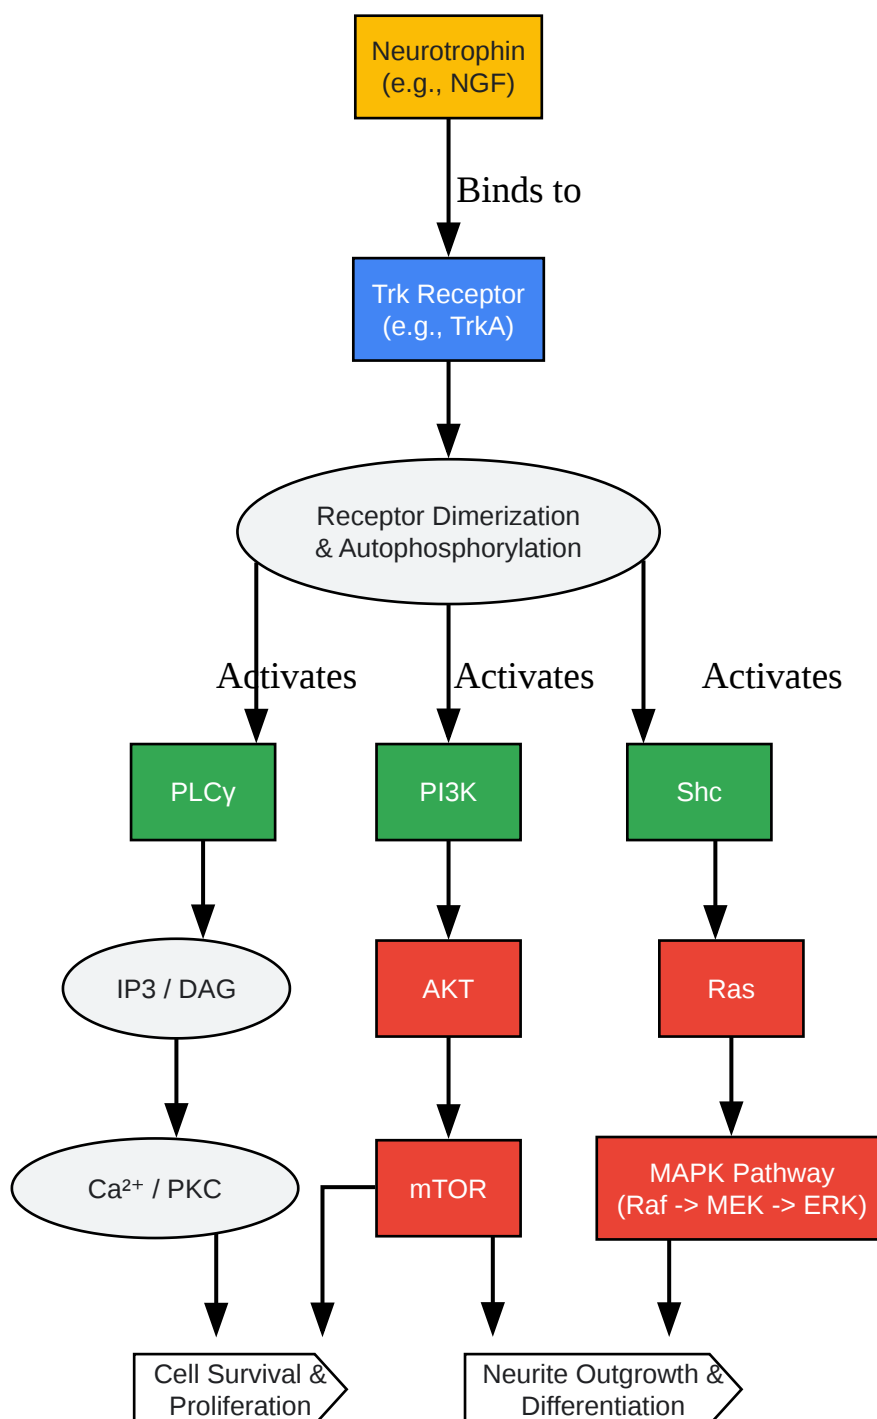 Neurotrophin
(e.g., NGF)
Binds to
Trk Receptor
(e.g., TrkA)
Receptor Dimerization
& Autophosphorylation
Activates
Activates
Activates
PLCγ
PI3K
Shc
IP3 / DAG
AKT
Ras
Ca²⁺ / PKC
mTOR
MAPK Pathway
(Raf -> MEK -> ERK)
Cell Survival &
Proliferation
Neurite Outgrowth &
Differentiation